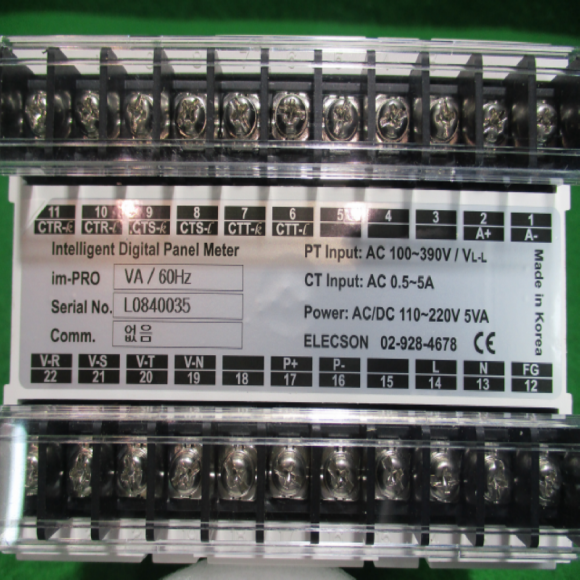 11 10 9 8 7 6 5 4 3 2 1
CTR-k CTR-l CTS-k CTS-l CTT-k CTT-l A+ A-
Intelligent Digital Panel Meter
PT Input: AC 100~390V / VL-L
im-PRO VA / 60Hz
CT Input: AC 0.5~5A
Serial No. L0840035
Power: AC/DC 110~220V 5VA
Comm. 없음
ELECSON 02-928-4678 CE
Made in Korea
V-R V-S V-T V-N P+ P- L N FG
22 21 20 19 18 17 16 15 14 13 12